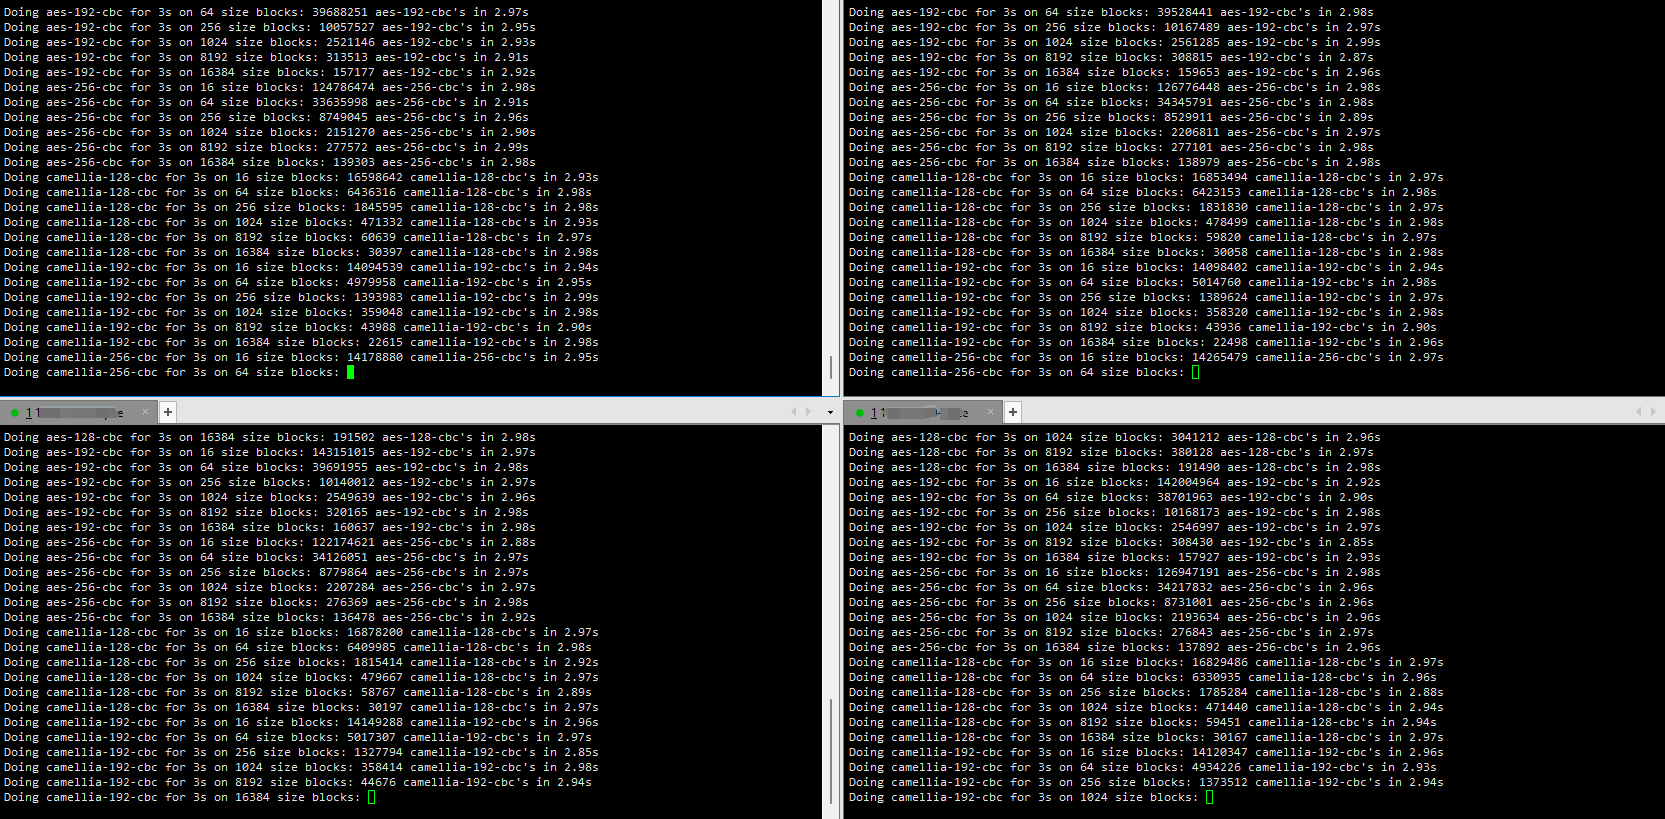 Doing aes-192-cbc for 3s on 64 size blocks: 39688251 aes-192-cbc's in 2.97s
Doing aes-192-cbc for 3s on 256 size blocks: 10057527 aes-192-cbc's in 2.95s
Doing aes-192-cbc for 3s on 1024 size blocks: 2521146 aes-192-cbc's in 2.93s
Doing aes-192-cbc for 3s on 8192 size blocks: 313513 aes-192-cbc's in 2.91s
Doing aes-192-cbc for 3s on 16384 size blocks: 157177 aes-192-cbc's in 2.92s
Doing aes-256-cbc for 3s on 16 size blocks: 124786474 aes-256-cbc's in 2.98s
Doing aes-256-cbc for 3s on 64 size blocks: 33635998 aes-256-cbc's in 2.91s
Doing aes-256-cbc for 3s on 256 size blocks: 8749045 aes-256-cbc's in 2.96s
Doing aes-256-cbc for 3s on 1024 size blocks: 2151270 aes-256-cbc's in 2.90s
Doing aes-256-cbc for 3s on 8192 size blocks: 277572 aes-256-cbc's in 2.99s
Doing aes-256-cbc for 3s on 16384 size blocks: 139303 aes-256-cbc's in 2.98s
Doing camellia-128-cbc for 3s on 16 size blocks: 16598642 camellia-128-cbc's in 2.93s
Doing camellia-128-cbc for 3s on 64 size blocks: 6436316 camellia-128-cbc's in 2.98s
Doing camellia-128-cbc for 3s on 256 size blocks: 1845595 camellia-128-cbc's in 2.98s
Doing camellia-128-cbc for 3s on 1024 size blocks: 471332 camellia-128-cbc's in 2.93s
Doing camellia-128-cbc for 3s on 8192 size blocks: 60639 camellia-128-cbc's in 2.97s
Doing camellia-128-cbc for 3s on 16384 size blocks: 30397 camellia-128-cbc's in 2.98s
Doing camellia-192-cbc for 3s on 16 size blocks: 14094539 camellia-192-cbc's in 2.94s
Doing camellia-192-cbc for 3s on 64 size blocks: 4979958 camellia-192-cbc's in 2.95s
Doing camellia-192-cbc for 3s on 256 size blocks: 1393983 camellia-192-cbc's in 2.99s
Doing camellia-192-cbc for 3s on 1024 size blocks: 359048 camellia-192-cbc's in 2.98s
Doing camellia-192-cbc for 3s on 8192 size blocks: 43988 camellia-192-cbc's in 2.90s
Doing camellia-192-cbc for 3s on 16384 size blocks: 22615 camellia-192-cbc's in 2.98s
Doing camellia-256-cbc for 3s on 16 size blocks: 14178880 camellia-256-cbc's in 2.95s
Doing camellia-256-cbc for 3s on 64 size blocks:
Doing aes-192-cbc for 3s on 64 size blocks: 39528441 aes-192-cbc's in 2.98s
Doing aes-192-cbc for 3s on 256 size blocks: 10167489 aes-192-cbc's in 2.97s
Doing aes-192-cbc for 3s on 1024 size blocks: 2561285 aes-192-cbc's in 2.99s
Doing aes-192-cbc for 3s on 8192 size blocks: 308815 aes-192-cbc's in 2.87s
Doing aes-192-cbc for 3s on 16384 size blocks: 159653 aes-192-cbc's in 2.96s
Doing aes-256-cbc for 3s on 16 size blocks: 126776448 aes-256-cbc's in 2.98s
Doing aes-256-cbc for 3s on 64 size blocks: 34345791 aes-256-cbc's in 2.98s
Doing aes-256-cbc for 3s on 256 size blocks: 8529911 aes-256-cbc's in 2.89s
Doing aes-256-cbc for 3s on 1024 size blocks: 2206811 aes-256-cbc's in 2.97s
Doing aes-256-cbc for 3s on 8192 size blocks: 277101 aes-256-cbc's in 2.98s
Doing aes-256-cbc for 3s on 16384 size blocks: 138979 aes-256-cbc's in 2.98s
Doing camellia-128-cbc for 3s on 16 size blocks: 16853494 camellia-128-cbc's in 2.97s
Doing camellia-128-cbc for 3s on 64 size blocks: 6423153 camellia-128-cbc's in 2.98s
Doing camellia-128-cbc for 3s on 256 size blocks: 1831830 camellia-128-cbc's in 2.97s
Doing camellia-128-cbc for 3s on 1024 size blocks: 478499 camellia-128-cbc's in 2.98s
Doing camellia-128-cbc for 3s on 8192 size blocks: 59820 camellia-128-cbc's in 2.97s
Doing camellia-128-cbc for 3s on 16384 size blocks: 30058 camellia-128-cbc's in 2.98s
Doing camellia-192-cbc for 3s on 16 size blocks: 14098402 camellia-192-cbc's in 2.94s
Doing camellia-192-cbc for 3s on 64 size blocks: 5014760 camellia-192-cbc's in 2.98s
Doing camellia-192-cbc for 3s on 256 size blocks: 1389624 camellia-192-cbc's in 2.97s
Doing camellia-192-cbc for 3s on 1024 size blocks: 358320 camellia-192-cbc's in 2.98s
Doing camellia-192-cbc for 3s on 8192 size blocks: 43936 camellia-192-cbc's in 2.90s
Doing camellia-192-cbc for 3s on 16384 size blocks: 22498 camellia-192-cbc's in 2.96s
Doing camellia-256-cbc for 3s on 16 size blocks: 14265479 camellia-256-cbc's in 2.97s
Doing camellia-256-cbc for 3s on 64 size blocks:
Doing aes-128-cbc for 3s on 16384 size blocks: 191502 aes-128-cbc's in 2.98s
Doing aes-192-cbc for 3s on 16 size blocks: 143151015 aes-192-cbc's in 2.97s
Doing aes-192-cbc for 3s on 64 size blocks: 39691955 aes-192-cbc's in 2.98s
Doing aes-192-cbc for 3s on 256 size blocks: 10140012 aes-192-cbc's in 2.97s
Doing aes-192-cbc for 3s on 1024 size blocks: 2549639 aes-192-cbc's in 2.96s
Doing aes-192-cbc for 3s on 8192 size blocks: 320165 aes-192-cbc's in 2.98s
Doing aes-192-cbc for 3s on 16384 size blocks: 160637 aes-192-cbc's in 2.98s
Doing aes-256-cbc for 3s on 16 size blocks: 122174621 aes-256-cbc's in 2.88s
Doing aes-256-cbc for 3s on 64 size blocks: 34126051 aes-256-cbc's in 2.97s
Doing aes-256-cbc for 3s on 256 size blocks: 8779864 aes-256-cbc's in 2.97s
Doing aes-256-cbc for 3s on 1024 size blocks: 2207284 aes-256-cbc's in 2.97s
Doing aes-256-cbc for 3s on 8192 size blocks: 276369 aes-256-cbc's in 2.98s
Doing aes-256-cbc for 3s on 16384 size blocks: 136478 aes-256-cbc's in 2.92s
Doing camellia-128-cbc for 3s on 16 size blocks: 16878200 camellia-128-cbc's in 2.97s
Doing camellia-128-cbc for 3s on 64 size blocks: 6409985 camellia-128-cbc's in 2.98s
Doing camellia-128-cbc for 3s on 256 size blocks: 1815414 camellia-128-cbc's in 2.92s
Doing camellia-128-cbc for 3s on 1024 size blocks: 479667 camellia-128-cbc's in 2.97s
Doing camellia-128-cbc for 3s on 8192 size blocks: 58767 camellia-128-cbc's in 2.89s
Doing camellia-128-cbc for 3s on 16384 size blocks: 30197 camellia-128-cbc's in 2.97s
Doing camellia-192-cbc for 3s on 16 size blocks: 14149288 camellia-192-cbc's in 2.96s
Doing camellia-192-cbc for 3s on 64 size blocks: 5017307 camellia-192-cbc's in 2.97s
Doing camellia-192-cbc for 3s on 256 size blocks: 1327794 camellia-192-cbc's in 2.85s
Doing camellia-192-cbc for 3s on 1024 size blocks: 358414 camellia-192-cbc's in 2.98s
Doing camellia-192-cbc for 3s on 8192 size blocks: 44676 camellia-192-cbc's in 2.94s
Doing camellia-192-cbc for 3s on 16384 size blocks:
Doing aes-128-cbc for 3s on 1024 size blocks: 3041212 aes-128-cbc's in 2.96s
Doing aes-128-cbc for 3s on 8192 size blocks: 380128 aes-128-cbc's in 2.97s
Doing aes-128-cbc for 3s on 16384 size blocks: 191490 aes-128-cbc's in 2.98s
Doing aes-192-cbc for 3s on 16 size blocks: 142004964 aes-192-cbc's in 2.92s
Doing aes-192-cbc for 3s on 64 size blocks: 38701963 aes-192-cbc's in 2.90s
Doing aes-192-cbc for 3s on 256 size blocks: 10168173 aes-192-cbc's in 2.98s
Doing aes-192-cbc for 3s on 1024 size blocks: 2546997 aes-192-cbc's in 2.97s
Doing aes-192-cbc for 3s on 8192 size blocks: 308430 aes-192-cbc's in 2.85s
Doing aes-192-cbc for 3s on 16384 size blocks: 157927 aes-192-cbc's in 2.93s
Doing aes-256-cbc for 3s on 16 size blocks: 126947191 aes-256-cbc's in 2.98s
Doing aes-256-cbc for 3s on 64 size blocks: 34217832 aes-256-cbc's in 2.96s
Doing aes-256-cbc for 3s on 256 size blocks: 8731001 aes-256-cbc's in 2.96s
Doing aes-256-cbc for 3s on 1024 size blocks: 2193634 aes-256-cbc's in 2.96s
Doing aes-256-cbc for 3s on 8192 size blocks: 276843 aes-256-cbc's in 2.97s
Doing aes-256-cbc for 3s on 16384 size blocks: 137892 aes-256-cbc's in 2.96s
Doing camellia-128-cbc for 3s on 16 size blocks: 16829486 camellia-128-cbc's in 2.97s
Doing camellia-128-cbc for 3s on 64 size blocks: 6330935 camellia-128-cbc's in 2.96s
Doing camellia-128-cbc for 3s on 256 size blocks: 1785284 camellia-128-cbc's in 2.88s
Doing camellia-128-cbc for 3s on 1024 size blocks: 471440 camellia-128-cbc's in 2.94s
Doing camellia-128-cbc for 3s on 8192 size blocks: 59451 camellia-128-cbc's in 2.94s
Doing camellia-128-cbc for 3s on 16384 size blocks: 30167 camellia-128-cbc's in 2.97s
Doing camellia-192-cbc for 3s on 16 size blocks: 14120347 camellia-192-cbc's in 2.96s
Doing camellia-192-cbc for 3s on 64 size blocks: 4934226 camellia-192-cbc's in 2.93s
Doing camellia-192-cbc for 3s on 256 size blocks: 1373512 camellia-192-cbc's in 2.94s
Doing camellia-192-cbc for 3s on 1024 size blocks: